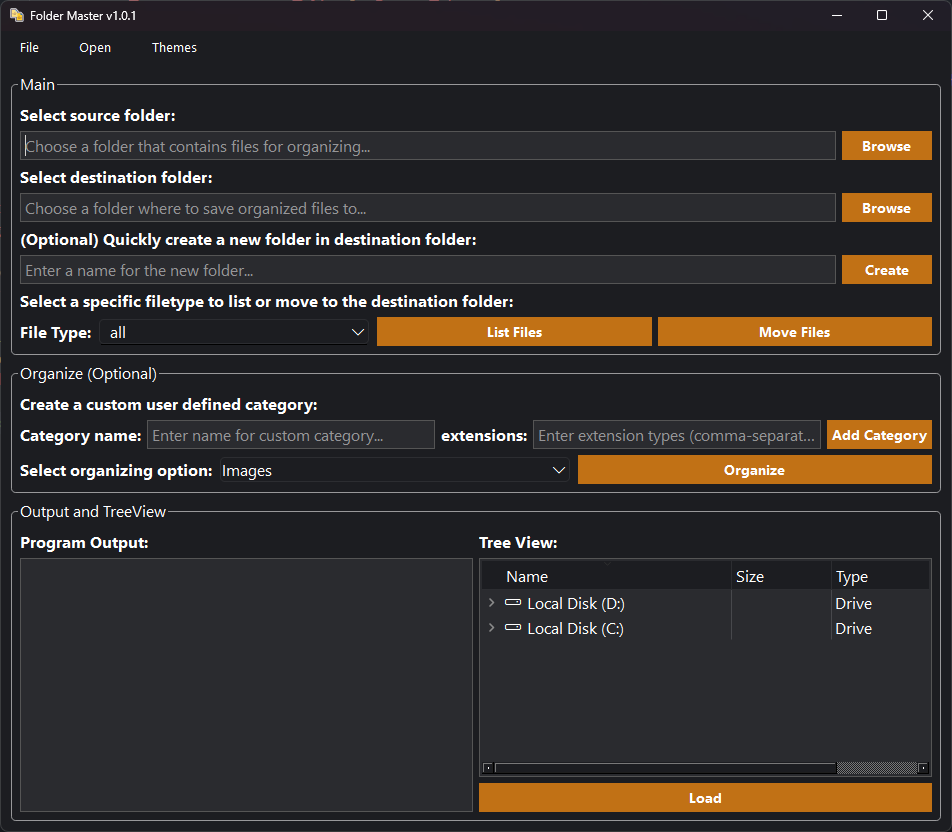 Folder Master v1.0.1
File Open Themes
Main
Select source folder:
Choose a folder that contains files for organizing... Browse
Select destination folder:
Choose a folder where to save organized files to... Browse
(Optional) Quickly create a new folder in destination folder:
Enter a name for the new folder... Create
Select a specific filetype to list or move to the destination folder:
File Type: all List Files Move Files
Organize (Optional)
Create a custom user defined category:
Category name: Enter name for custom category... extensions: Enter extension types (comma-separat... Add Category
Select organizing option: Images Organize
Output and TreeView
Program Output: Tree View:
Name Size Type
Local Disk (D:) Drive
Local Disk (C:) Drive
Load